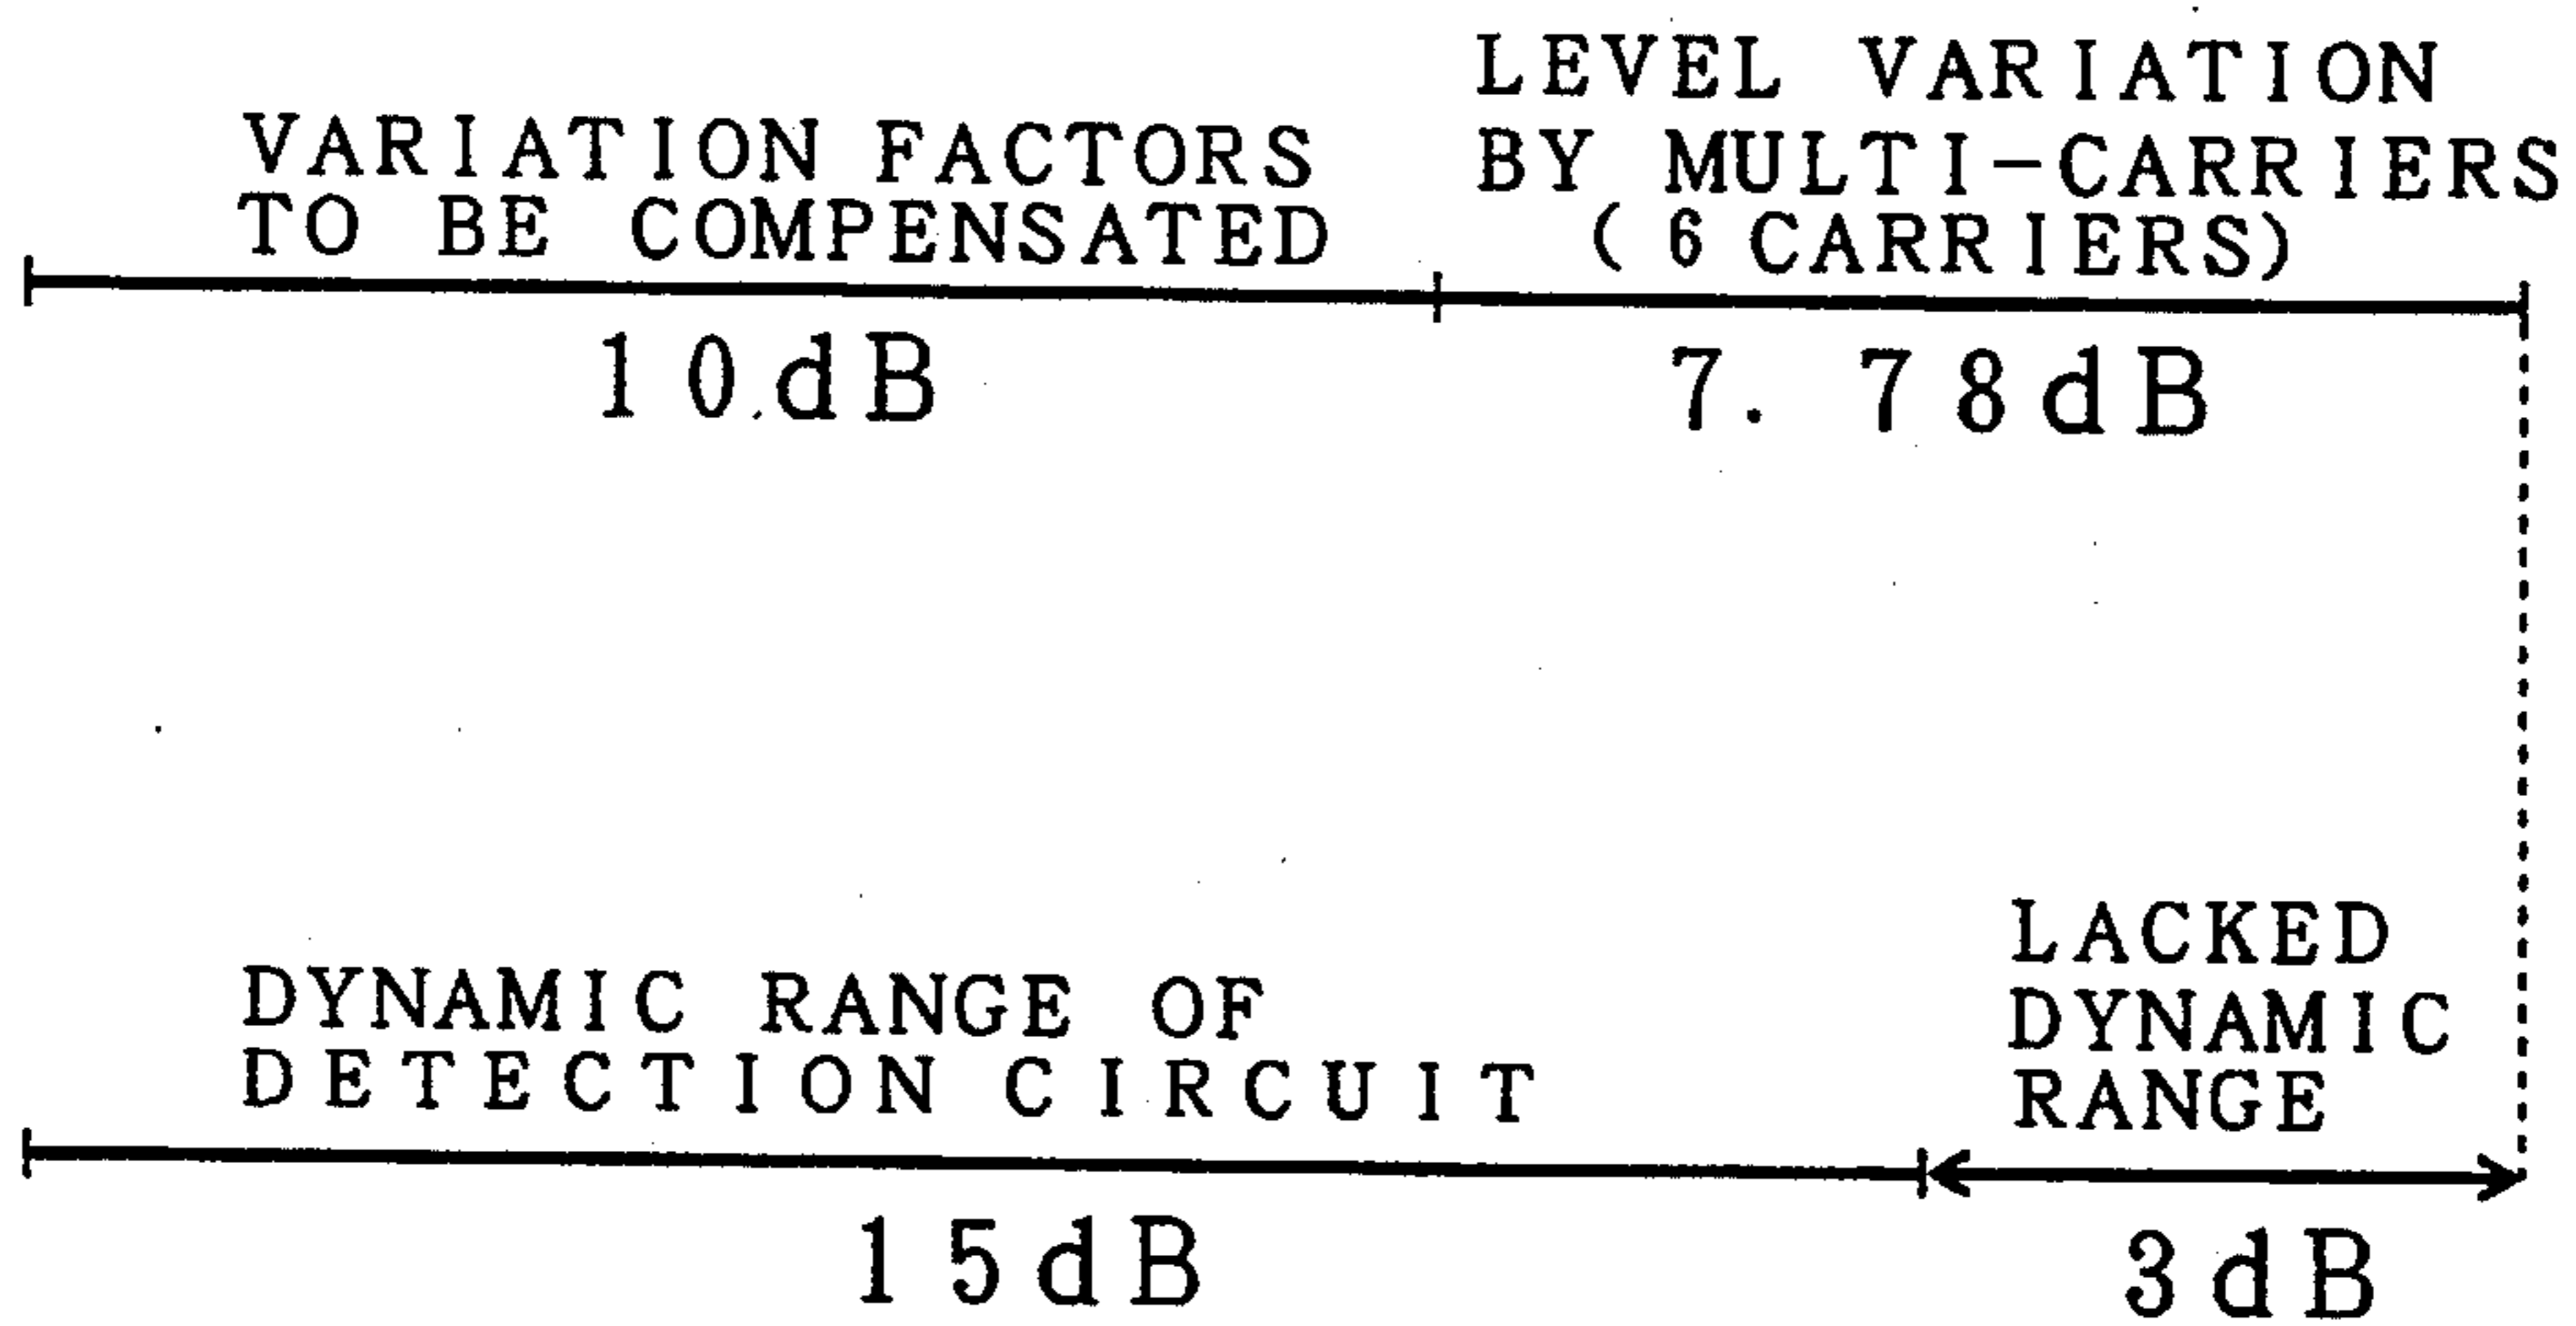 VARIATION FACTORS
TO BE COMPENSATED
LEVEL VARIATION
BY MULTI-CARRIERS
(6 CARRIERS)
10dB
7.78dB
DYNAMIC RANGE OF
DETECTION CIRCUIT
LACKED
DYNAMIC
RANGE
15dB
3dB